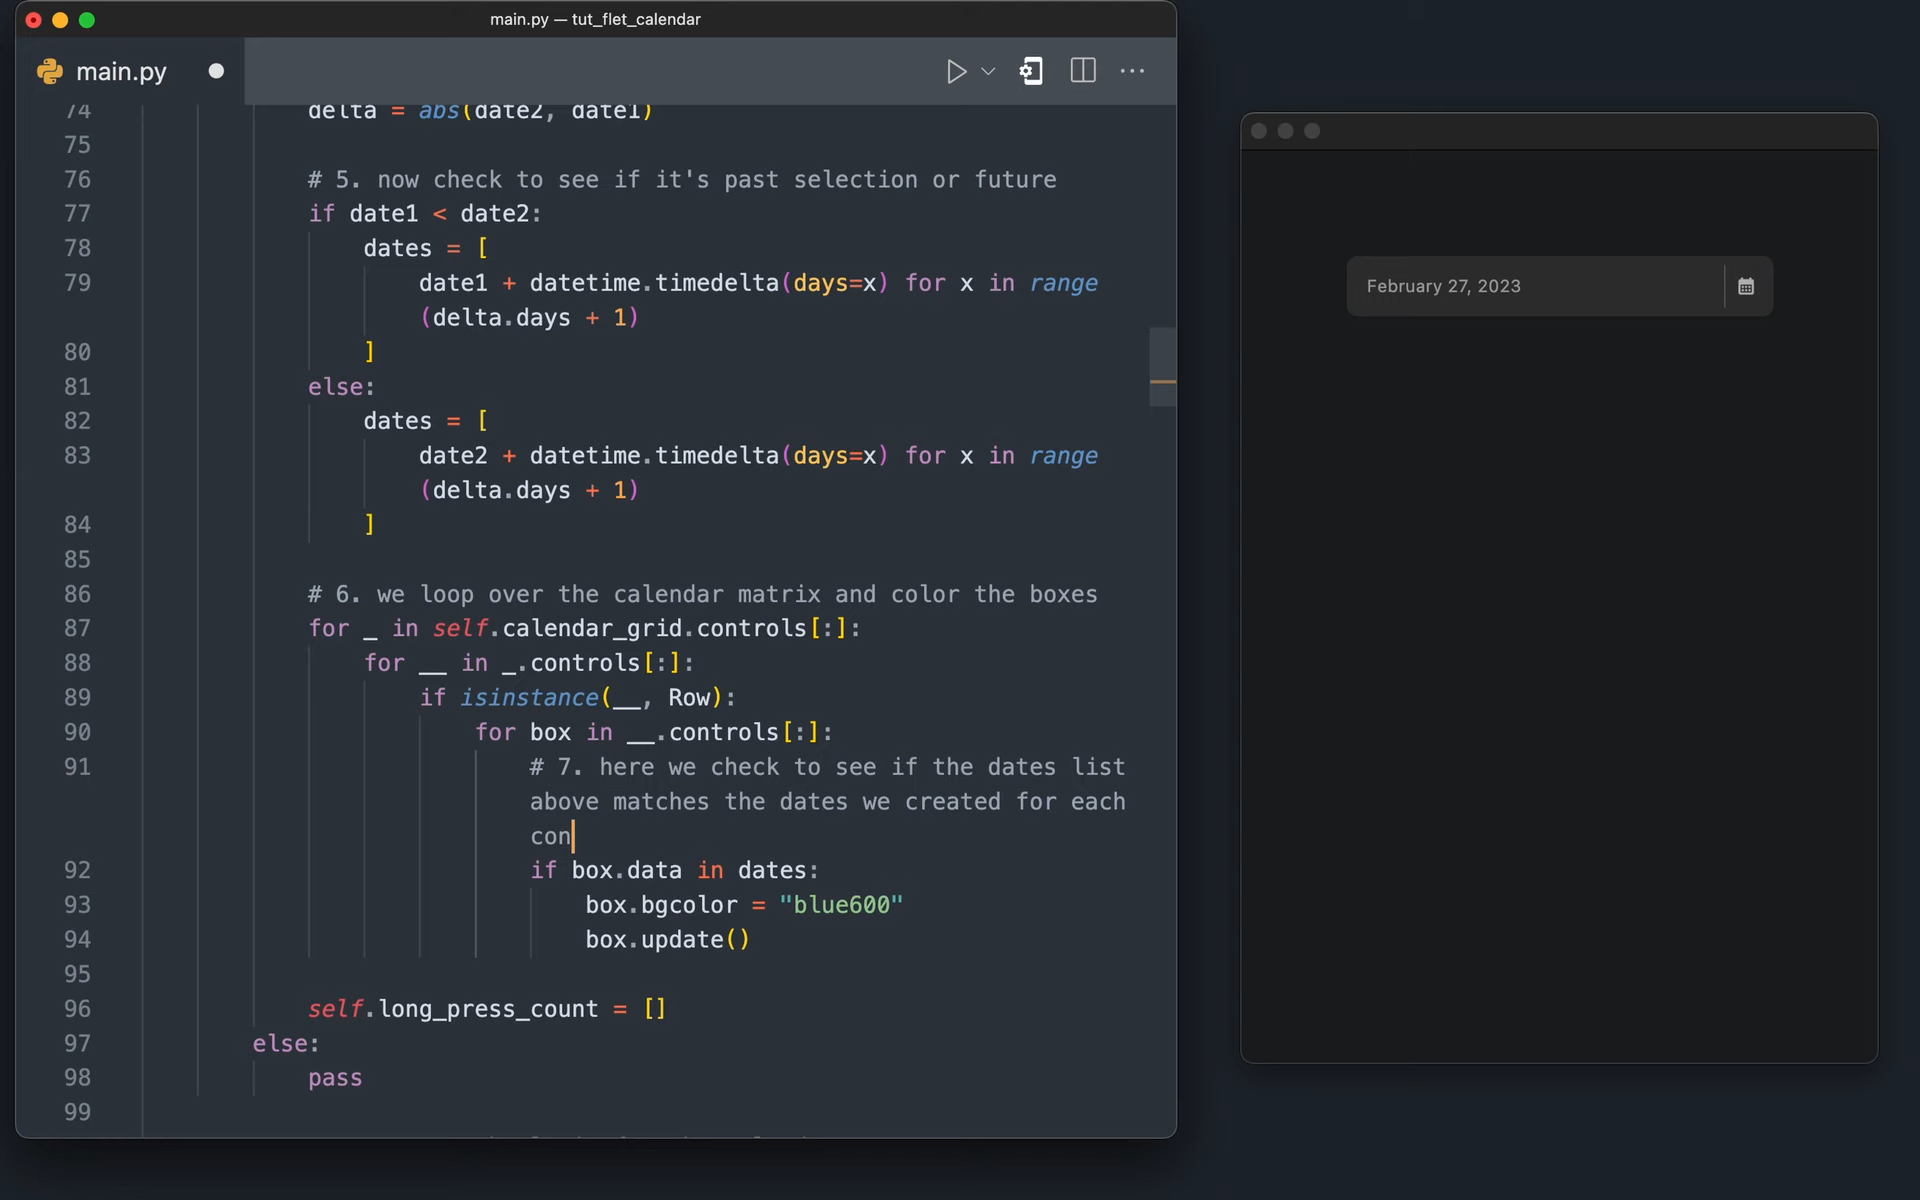 main.py — tut_flet_calendar
main.py
74 delta = abs(date2, date1)
75
76 # 5. now check to see if it's past selection or future
77 if date1 < date2:
78 dates = [
79 date1 + datetime.timedelta(days=x) for x in range
(delta.days + 1)
80 ]
81 else:
82 dates = [
83 date2 + datetime.timedelta(days=x) for x in range
(delta.days + 1)
84 ]
85
86 # 6. we loop over the calendar matrix and color the boxes
87 for _ in self.calendar_grid.controls[:]:
88 for __ in _.controls[:]:
89 if isinstance(__, Row):
90 for box in __.controls[:]:
91 # 7. here we check to see if the dates list
above matches the dates we created for each
con
92 if box.data in dates:
93 box.bgcolor = "blue600"
94 box.update()
95
96 self.long_press_count = []
97 else:
98 pass
99
February 27, 2023